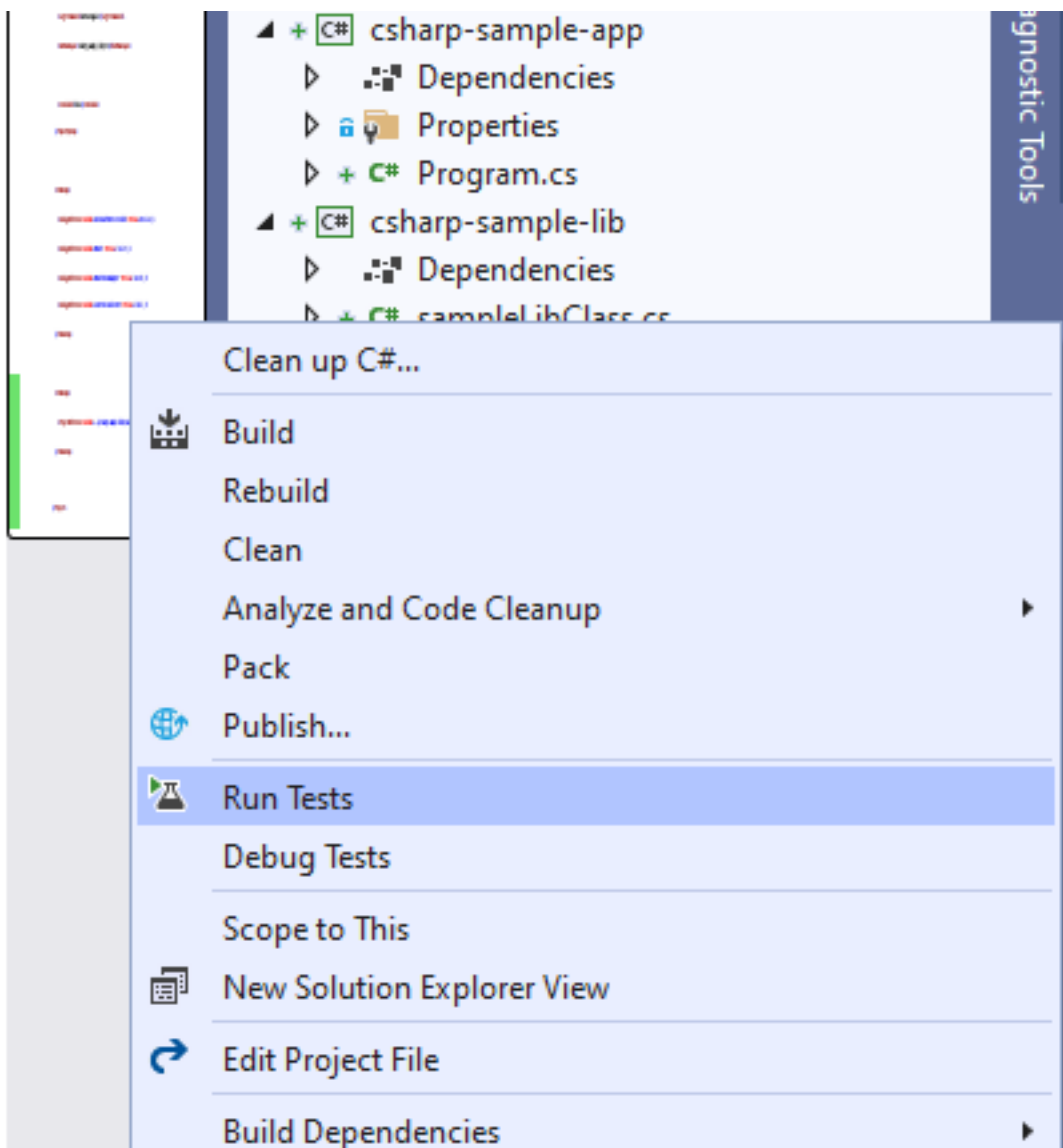 C# csharp-sample-app
Dependencies
Properties
C# Program.cs
C# csharp-sample-lib
Dependencies
C# sampleLibClass.cs
agnostic Tools
Clean up C#...
Build
Rebuild
Clean
Analyze and Code Cleanup
Pack
Publish...
Run Tests
Debug Tests
Scope to This
New Solution Explorer View
Edit Project File
Build Dependencies